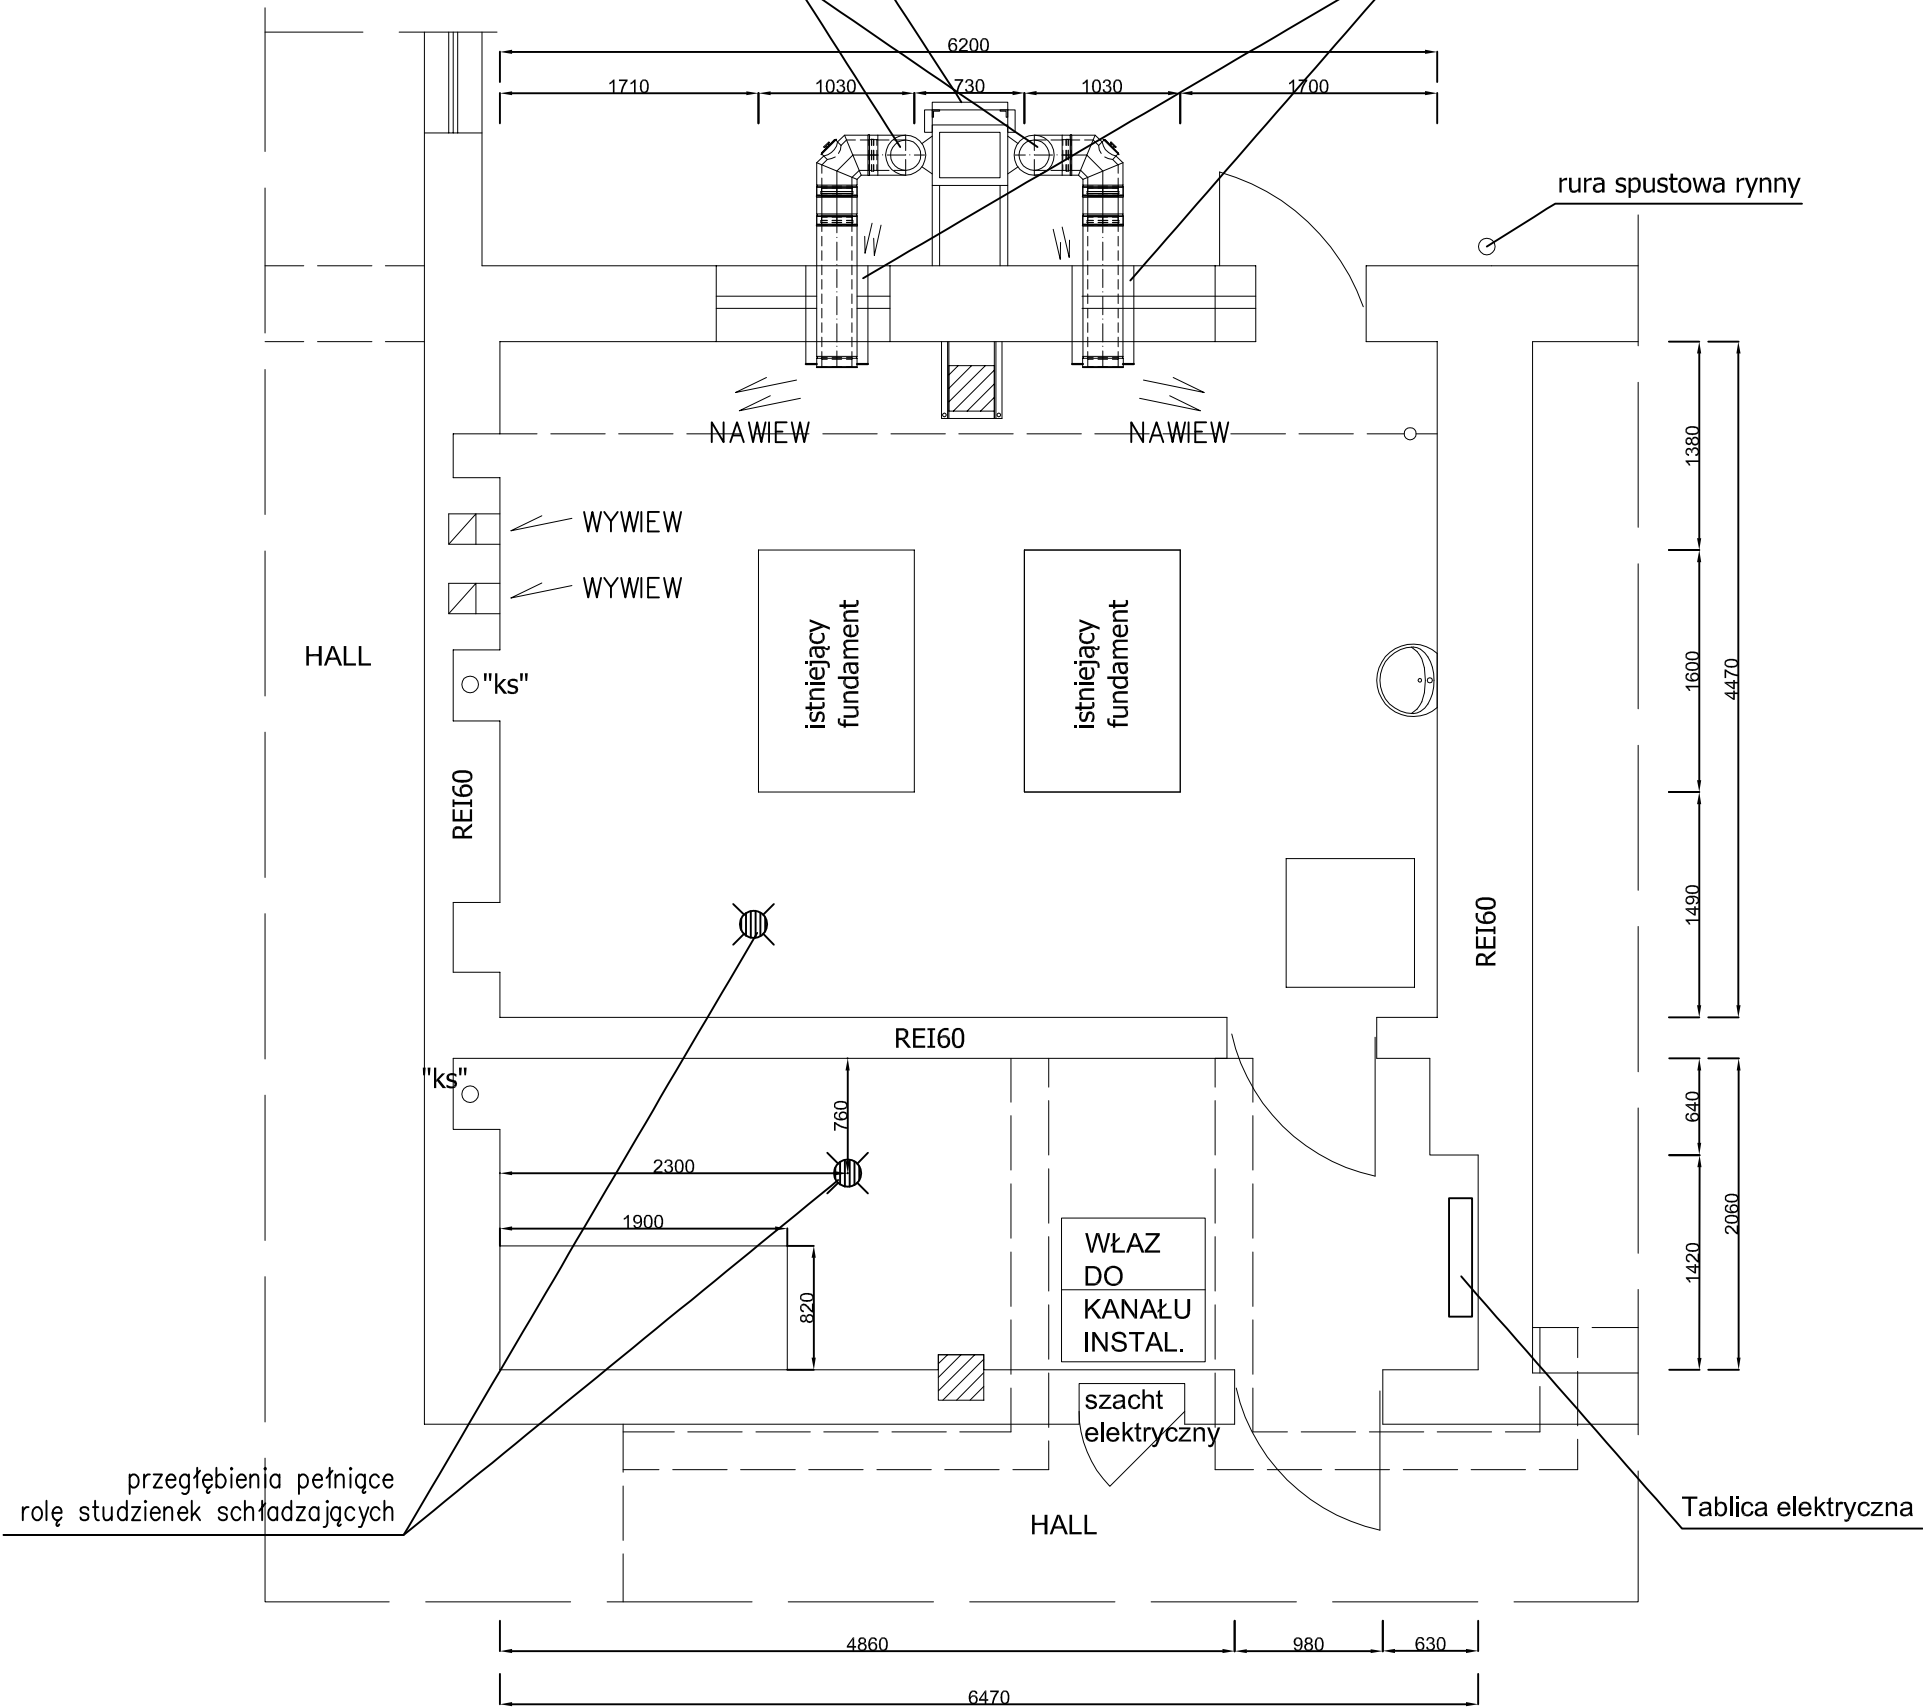 6200
1710
1030
730
1030
1700
rura spustowa rynny
NAWIEW
NAWIEW
1380
WYWIEW
WYWIEW
HALL
"ks"
istniejący
fundament
istniejący
fundament
1600
4470
REI60
REI60
1490
REI60
"ks"
760
640
2300
1900
820
WŁAZ
DO
KANAŁU
INSTAL.
2060
1420
szacht
elektryczny
przegłębienia pełniące
rolę studzienek schładzających
HALL
Tablica elektryczna
4860
980
630
6470